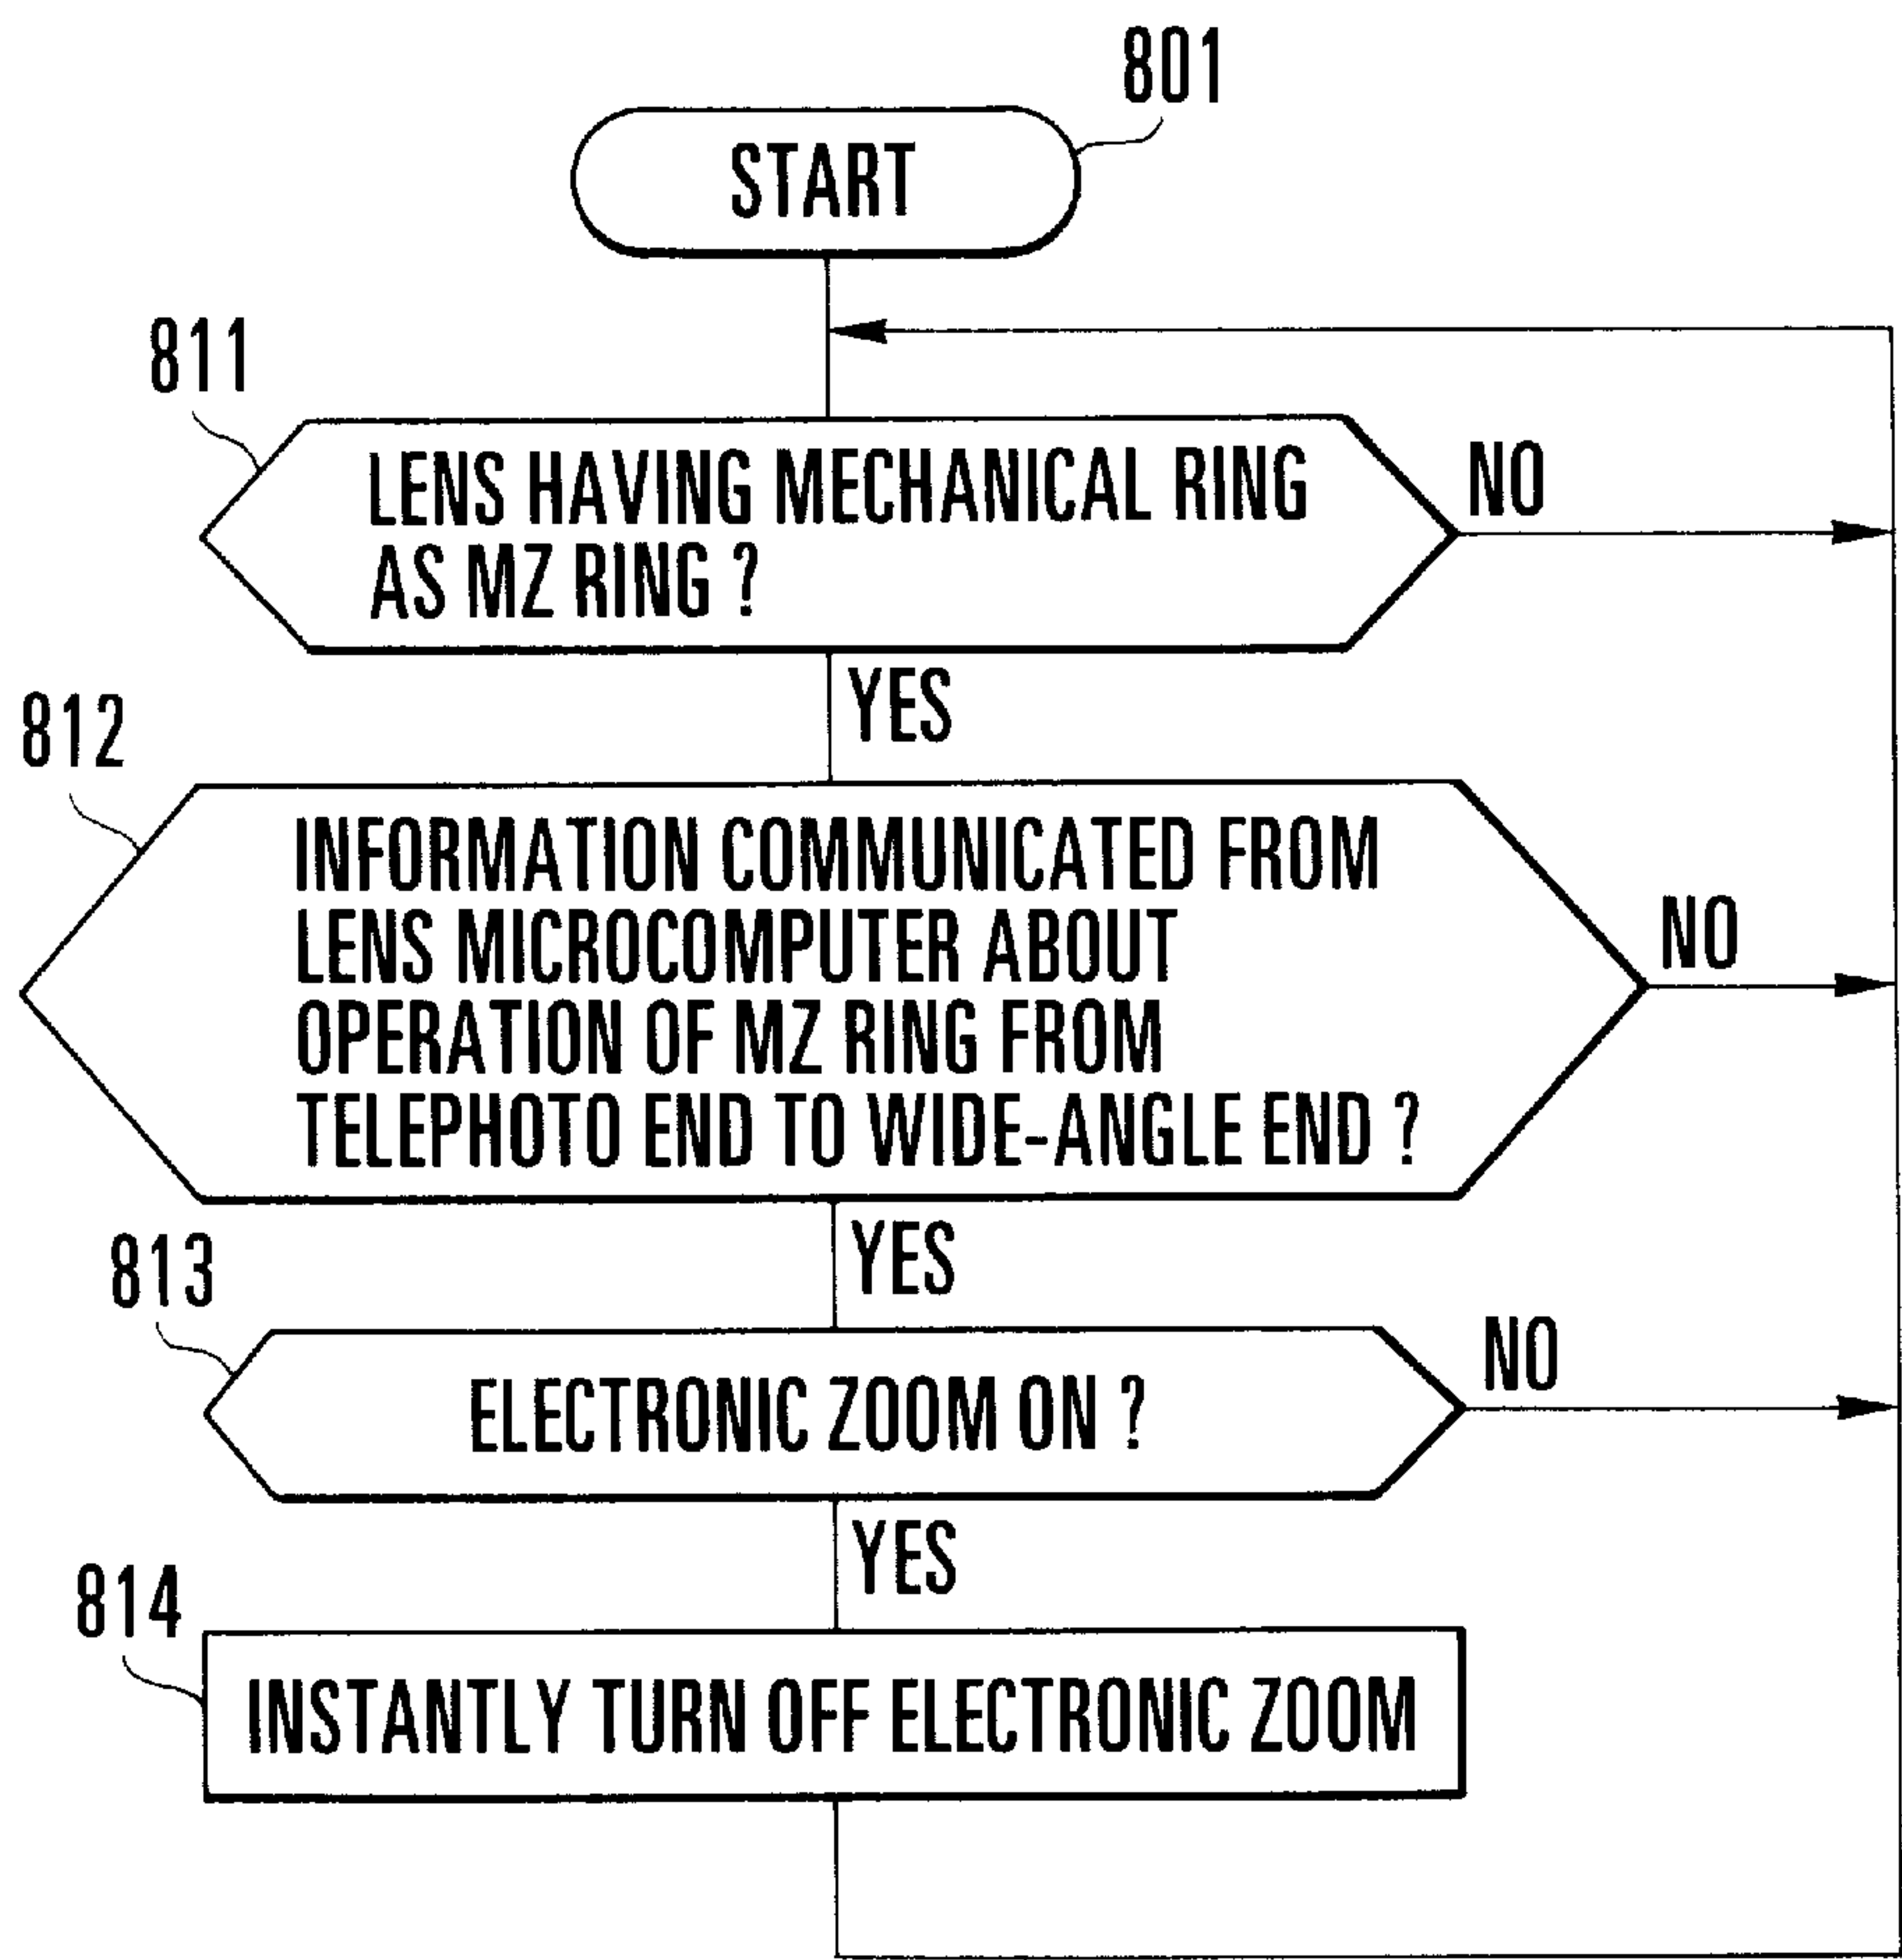 801
START
811
LENS HAVING MECHANICAL RING
AS MZ RING ?
NO
YES
812
INFORMATION COMMUNICATED FROM
LENS MICROCOMPUTER ABOUT
OPERATION OF MZ RING FROM
TELEPHOTO END TO WIDE-ANGLE END ?
NO
YES
813
ELECTRONIC ZOOM ON ?
NO
YES
814
INSTANTLY TURN OFF ELECTRONIC ZOOM